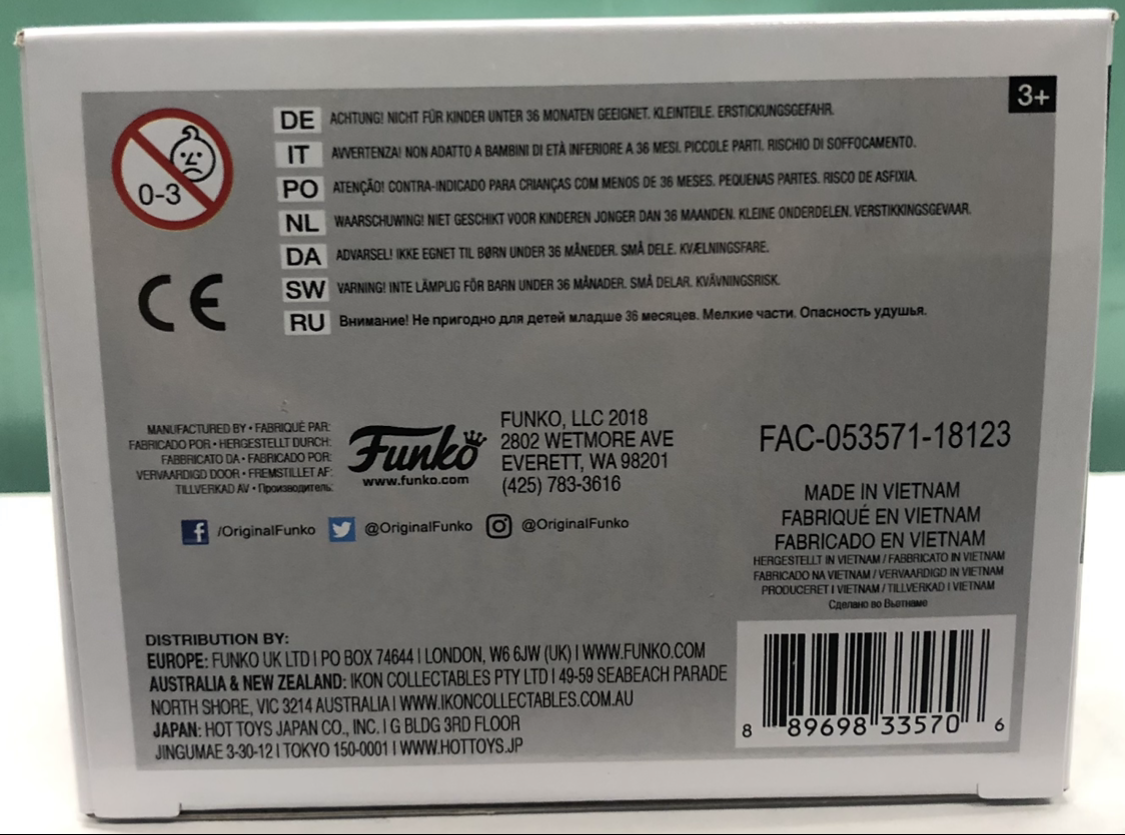 3+
0-3
DE ACHTUNG! NICHT FÜR KINDER UNTER 36 MONATEN GEEIGNET. KLEINTEILE. ERSTICKUNGSGEFAHR.
IT AVVERTENZA! NON ADATTO A BAMBINI DI ETÀ INFERIORE A 36 MESI. PICCOLE PARTI. RISCHIO DI SOFFOCAMENTO.
PO ATENÇÃO! CONTRA-INDICADO PARA CRIANÇAS COM MENOS DE 36 MESES. PEQUENAS PARTES. RISCO DE ASFIXIA.
NL WAARSCHUWING! NIET GESCHIKT VOOR KINDEREN JONGER DAN 36 MAANDEN. KLEINE ONDERDELEN. VERSTIKKINGSGEVAAR.
DA ADVARSEL! IKKE EGNET TIL BØRN UNDER 36 MÅNEDER. SMÅ DELE. KVÆLNINGSFARE.
SW VARNING! INTE LÄMPLIG FÖR BARN UNDER 36 MÅNADER. SMÅ DELAR. KVÄVNINGSRISK.
RU Внимание! Не пригодно для детей младше 36 месяцев. Мелкие части. Опасность удушья.
CE
MANUFACTURED BY • FABRIQUÉ PAR:
FABRICADO POR • HERGESTELLT DURCH:
FABBRICATO DA • FABRICADO POR:
VERVAARDIGD DOOR • FREMSTILLET AF:
TILLVERKAD AV • Производитель:
Funko
www.funko.com
FUNKO, LLC 2018
2802 WETMORE AVE
EVERETT, WA 98201
(425) 783-3616
FAC-053571-18123
/OriginalFunko @OriginalFunko @OriginalFunko
MADE IN VIETNAM
FABRIQUÉ EN VIETNAM
FABRICADO EN VIETNAM
HERGESTELLT IN VIETNAM / FABBRICATO IN VIETNAM
FABRICADO NA VIETNAM / VERVAARDIGD IN VIETNAM
PRODUCERET I VIETNAM / TILLVERKAD I VIETNAM
Сделано во Вьетнаме
DISTRIBUTION BY:
EUROPE: FUNKO UK LTD | PO BOX 74644 | LONDON, W6 6JW (UK) | WWW.FUNKO.COM
AUSTRALIA & NEW ZEALAND: IKON COLLECTABLES PTY LTD | 49-59 SEABEACH PARADE
NORTH SHORE, VIC 3214 AUSTRALIA | WWW.IKONCOLLECTABLES.COM.AU
JAPAN: HOT TOYS JAPAN CO., INC. | G BLDG 3RD FLOOR
JINGUMAE 3-30-12 | TOKYO 150-0001 | WWW.HOTTOYS.JP
8 89698 33570 6